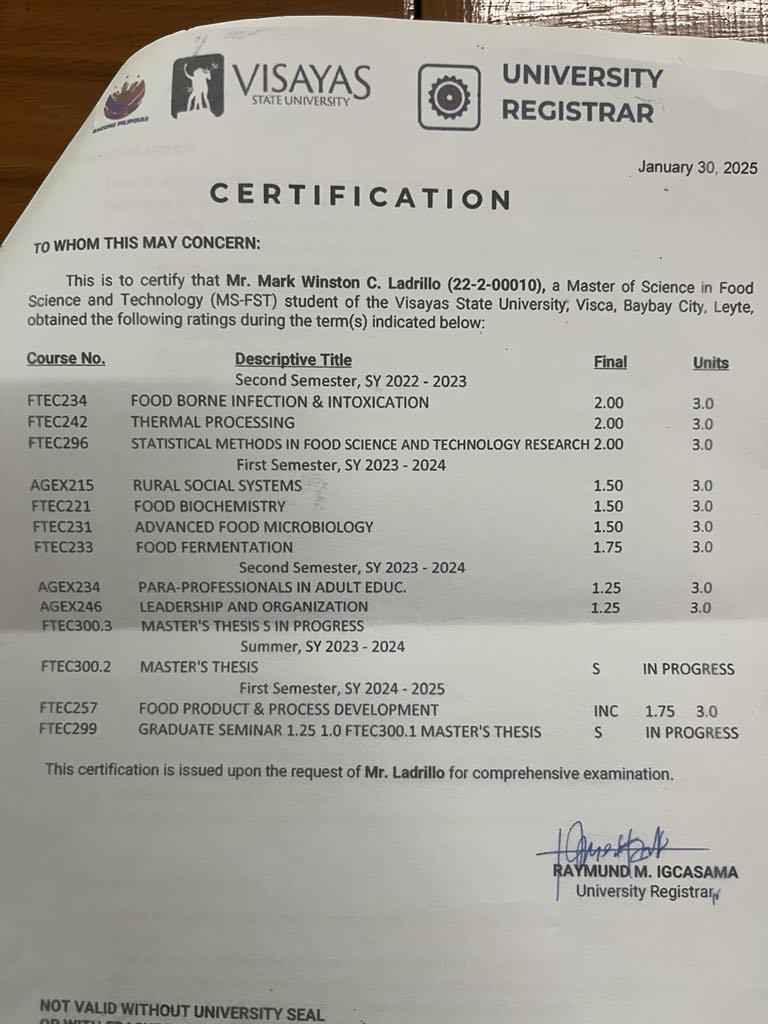 BAGONG PILIPINAS
VISAYAS
STATE UNIVERSITY
UNIVERSITY
REGISTRAR
January 30, 2025
CERTIFICATION
TO WHOM THIS MAY CONCERN:
This is to certify that Mr. Mark Winston C. Ladrillo (22-2-00010), a Master of Science in Food
Science and Technology (MS-FST) student of the Visayas State University, Visca, Baybay City, Leyte,
obtained the following ratings during the term(s) indicated below:
Course No. Descriptive Title Final Units
Second Semester, SY 2022 - 2023
FTEC234 FOOD BORNE INFECTION & INTOXICATION 2.00 3.0
FTEC242 THERMAL PROCESSING 2.00 3.0
FTEC296 STATISTICAL METHODS IN FOOD SCIENCE AND TECHNOLOGY RESEARCH 2.00 3.0
First Semester, SY 2023 - 2024
AGEX215 RURAL SOCIAL SYSTEMS 1.50 3.0
FTEC221 FOOD BIOCHEMISTRY 1.50 3.0
FTEC231 ADVANCED FOOD MICROBIOLOGY 1.50 3.0
FTEC233 FOOD FERMENTATION 1.75 3.0
Second Semester, SY 2023 - 2024
AGEX234 PARA-PROFESSIONALS IN ADULT EDUC. 1.25 3.0
AGEX246 LEADERSHIP AND ORGANIZATION 1.25 3.0
FTEC300.3 MASTER'S THESIS S IN PROGRESS
Summer, SY 2023 - 2024
FTEC300.2 MASTER'S THESIS S IN PROGRESS
First Semester, SY 2024 - 2025
FTEC257 FOOD PRODUCT & PROCESS DEVELOPMENT INC 1.75 3.0
FTEC299 GRADUATE SEMINAR 1.25 1.0 FTEC300.1 MASTER'S THESIS S IN PROGRESS
This certification is issued upon the request of Mr. Ladrillo for comprehensive examination.
RAYMUND M. IGCASAMA
University Registrar
NOT VALID WITHOUT UNIVERSITY SEAL